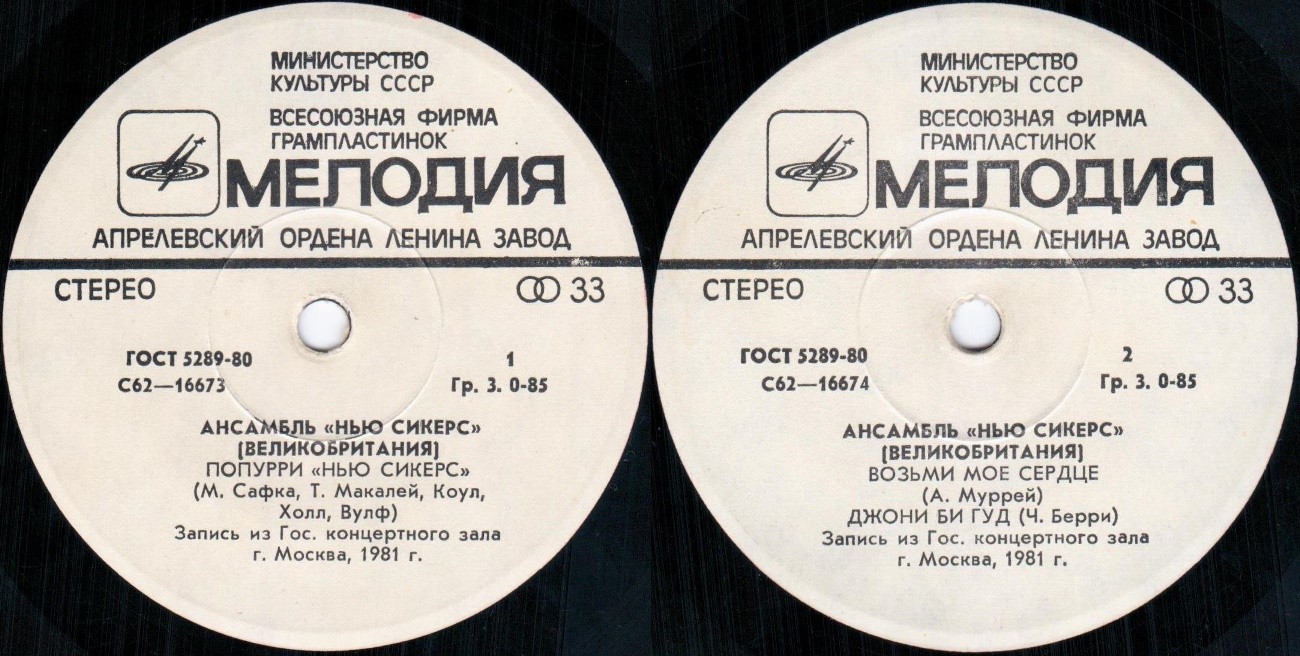 МИНИСТЕРСТВО
КУЛЬТУРЫ СССР
ВСЕСОЮЗНАЯ ФИРМА
ГРАМПЛАСТИНОК
МЕЛОДИЯ
АПРЕЛЕВСКИЙ ОРДЕНА ЛЕНИНА ЗАВОД
СТЕРЕО
33
ГОСТ 5289-80
1
С62—16673
Гр. 3. 0-85
АНСАМБЛЬ «НЬЮ СИКЕРС»
(ВЕЛИКОБРИТАНИЯ)
ПОПУРРИ «НЬЮ СИКЕРС»
(М. Сафка, Т. Макалей, Коул,
Холл, Вулф)
Запись из Гос. концертного зала
г. Москва, 1981 г.
МИНИСТЕРСТВО
КУЛЬТУРЫ СССР
ВСЕСОЮЗНАЯ ФИРМА
ГРАМПЛАСТИНОК
МЕЛОДИЯ
АПРЕЛЕВСКИЙ ОРДЕНА ЛЕНИНА ЗАВОД
СТЕРЕО
33
ГОСТ 5289-80
2
С62—16674
Гр. 3. 0-85
АНСАМБЛЬ «НЬЮ СИКЕРС»
(ВЕЛИКОБРИТАНИЯ)
ВОЗЬМИ МОЕ СЕРДЦЕ
(А. Муррей)
ДЖОНИ БИ ГУД (Ч. Берри)
Запись из Гос. концертного зала
г. Москва, 1981 г.